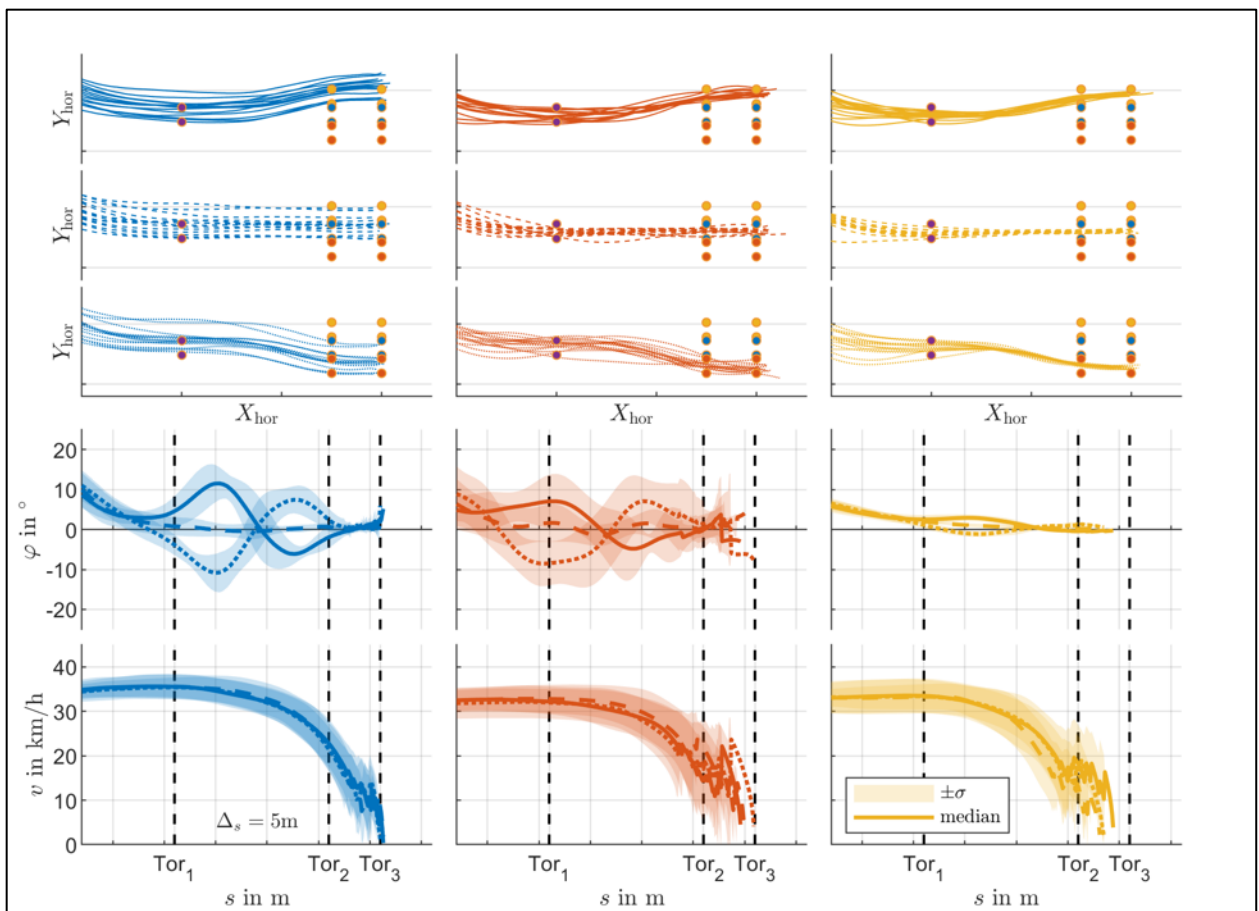 Y_hor
Y_hor
Y_hor
X_hor
X_hor
20
10
0
-10
-20
φ in °
40
30
20
10
0
v in km/h
Δ_s = 5m
±σ
median
Tor_1 Tor_2 Tor_3
Tor_1 Tor_2 Tor_3
Tor_1 Tor_2 Tor_3
s in m
s in m
s in m